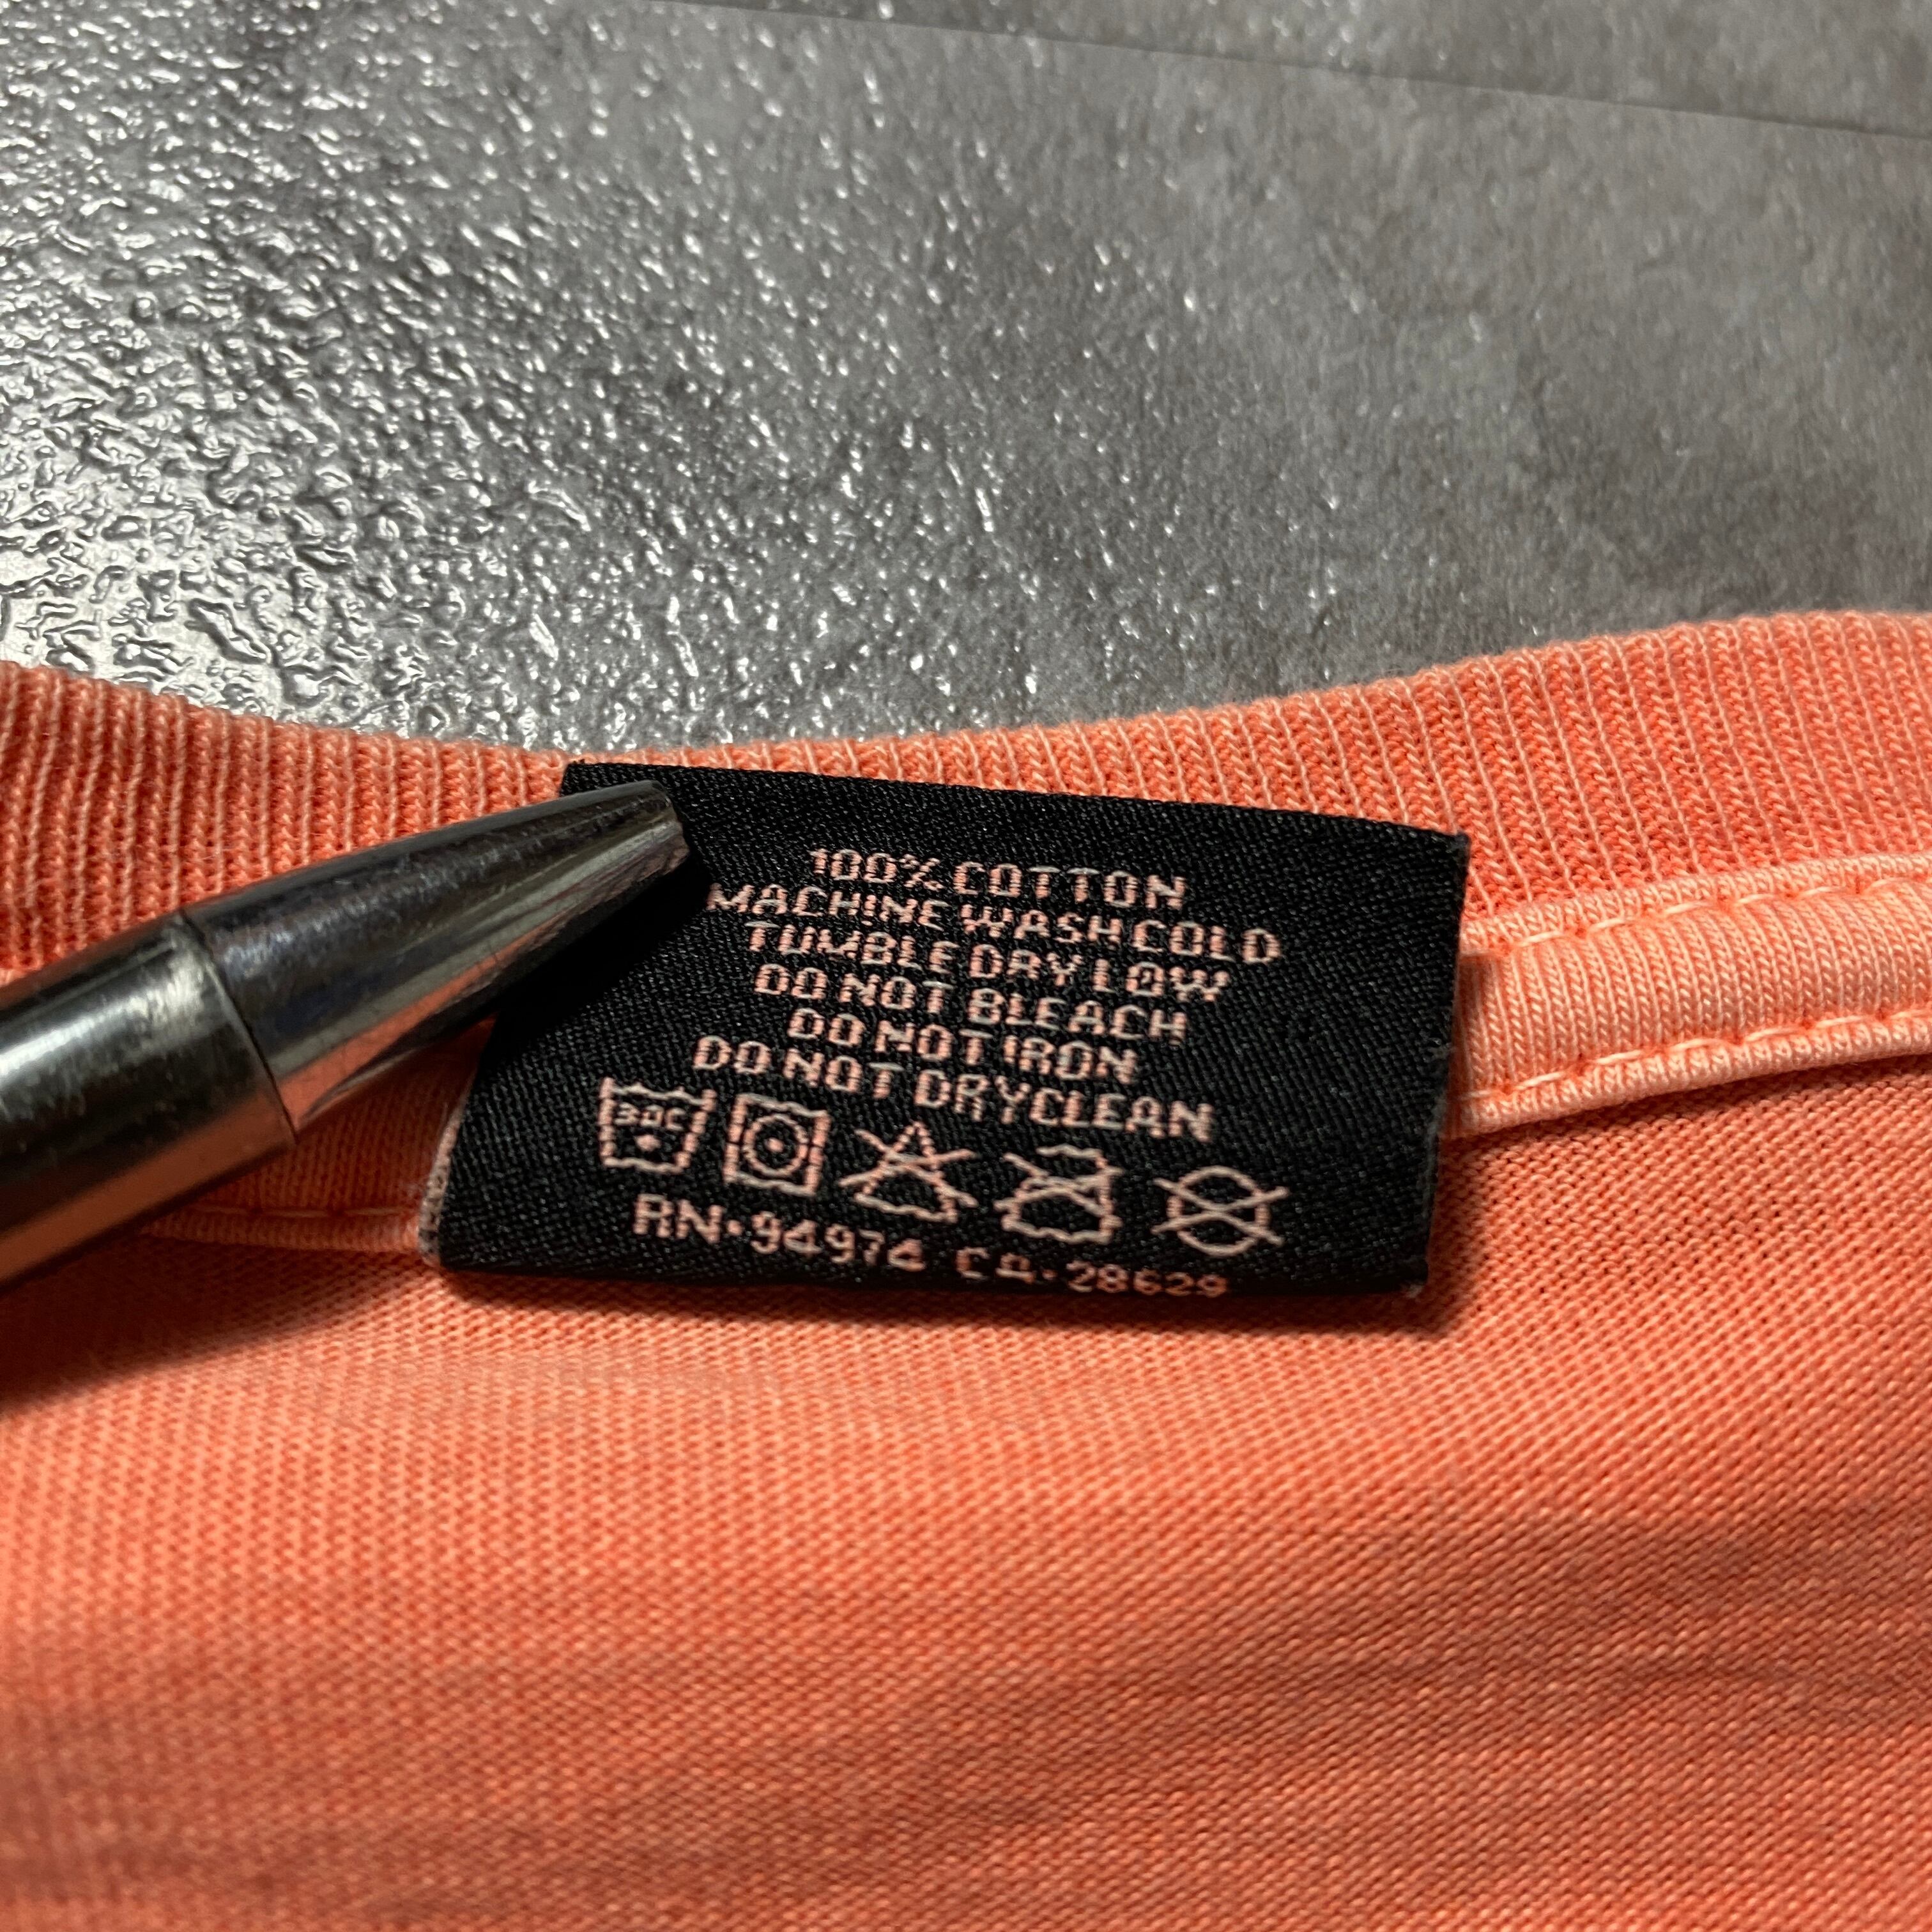 100% COTTON
MACHINE WASH COLD
TUMBLE DRY LOW
DO NOT BLEACH
DO NOT IRON
DO NOT DRYCLEAN
30C
RN·94974 CA·28629